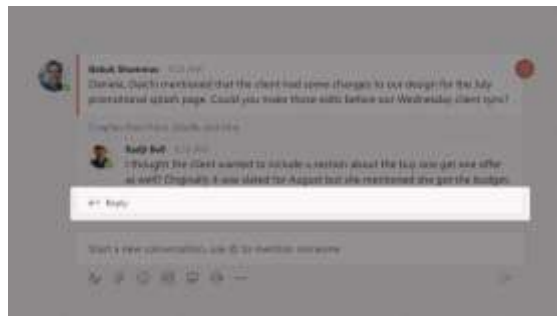 Daniela, Daichi mentioned that the client had some changes to our design for the July
promotional splash page. Could you make those edits before our Wednesday client sync?
I thought the client wanted to include a section about the buy one get one offer
as well? Originally it was slated for August but she mentioned she got the budget.
Reply
Start a new conversation, use @ to mention someone